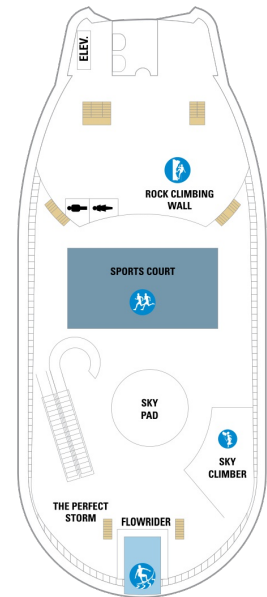 ELEV.
ROCK CLIMBING
WALL
SPORTS COURT
SKY
PAD
SKY
CLIMBER
THE PERFECT
STORM
FLOWRIDER